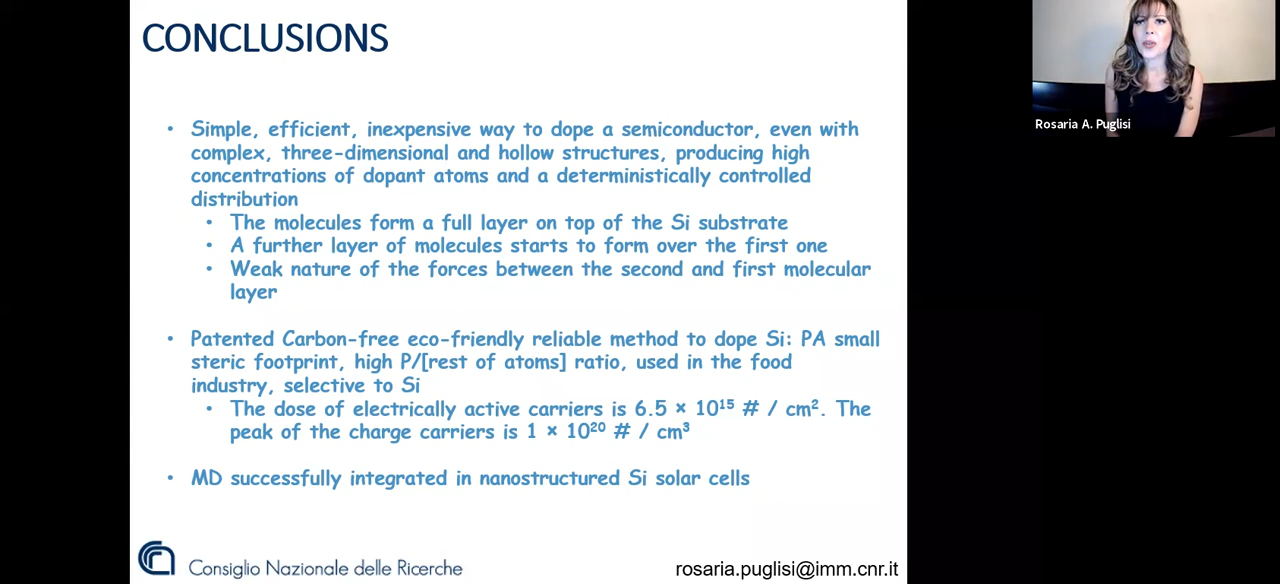 CONCLUSIONS
Rosaria A. Puglisi
• Simple, efficient, inexpensive way to dope a semiconductor, even with
complex, three-dimensional and hollow structures, producing high
concentrations of dopant atoms and a deterministically controlled
distribution
• The molecules form a full layer on top of the Si substrate
• A further layer of molecules starts to form over the first one
• Weak nature of the forces between the second and first molecular
layer
• Patented Carbon-free eco-friendly reliable method to dope Si: PA small
steric footprint, high P/[rest of atoms] ratio, used in the food
industry, selective to Si
• The dose of electrically active carriers is 6.5 × 10¹⁵ # / cm². The
peak of the charge carriers is 1 × 10²⁰ # / cm³
• MD successfully integrated in nanostructured Si solar cells
Consiglio Nazionale delle Ricerche
rosaria.puglisi@imm.cnr.it